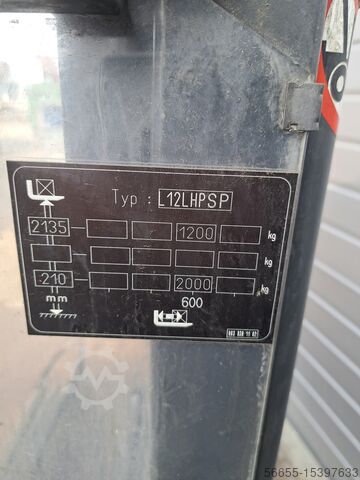 Typ : L12LHPSP
2135 1200 kg
kg
210 2000 kg
mm 600
56655-15397633